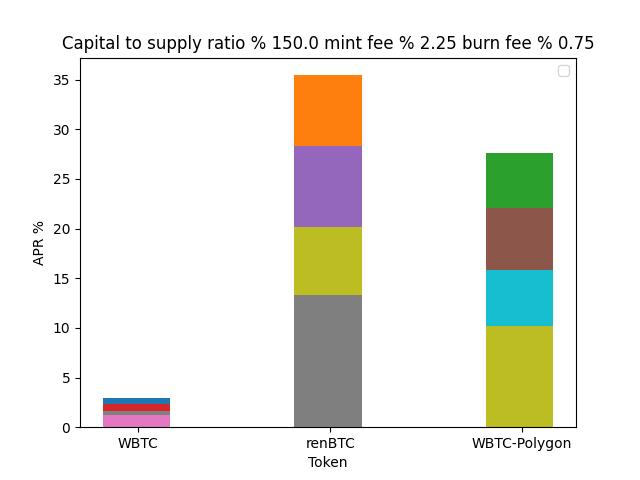 Capital to supply ratio % 150.0 mint fee % 2.25 burn fee % 0.75
35
30
25
20
15
10
5
0
APR %
WBTC renBTC WBTC-Polygon
Token